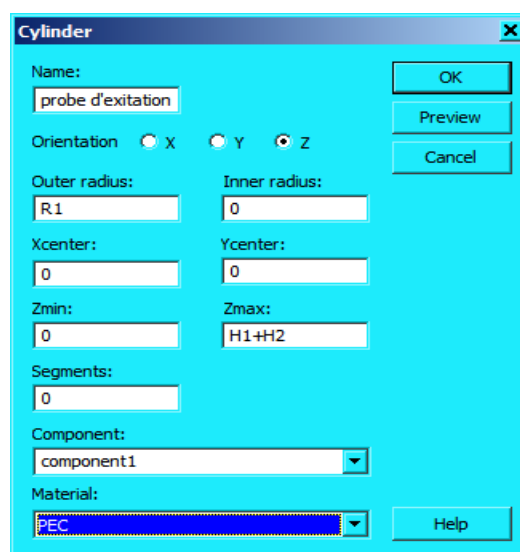 Cylinder
Name:
OK
probe d'exitation
Preview
Orientation X Y Z
Cancel
Outer radius: Inner radius:
R1 0
Xcenter: Ycenter:
0 0
Zmin: Zmax:
0 H1+H2
Segments:
0
Component:
component1
Material:
PEC Help